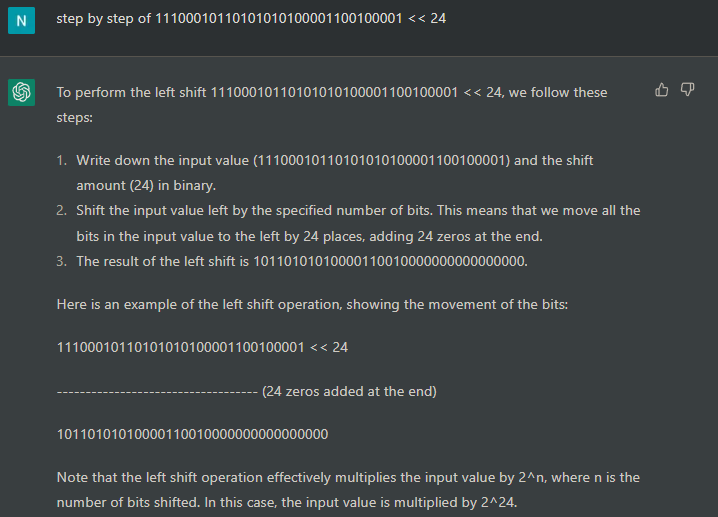 N
step by step of 11100010110101010100001100100001 << 24
To perform the left shift 11100010110101010100001100100001 << 24, we follow these
steps:
1. Write down the input value (11100010110101010100001100100001) and the shift
amount (24) in binary.
2. Shift the input value left by the specified number of bits. This means that we move all the
bits in the input value to the left by 24 places, adding 24 zeros at the end.
3. The result of the left shift is 10110101010000110010000000000000000.
Here is an example of the left shift operation, showing the movement of the bits:
11100010110101010100001100100001 << 24
----------------------------------- (24 zeros added at the end)
10110101010000110010000000000000000
Note that the left shift operation effectively multiplies the input value by 2^n, where n is the
number of bits shifted. In this case, the input value is multiplied by 2^24.